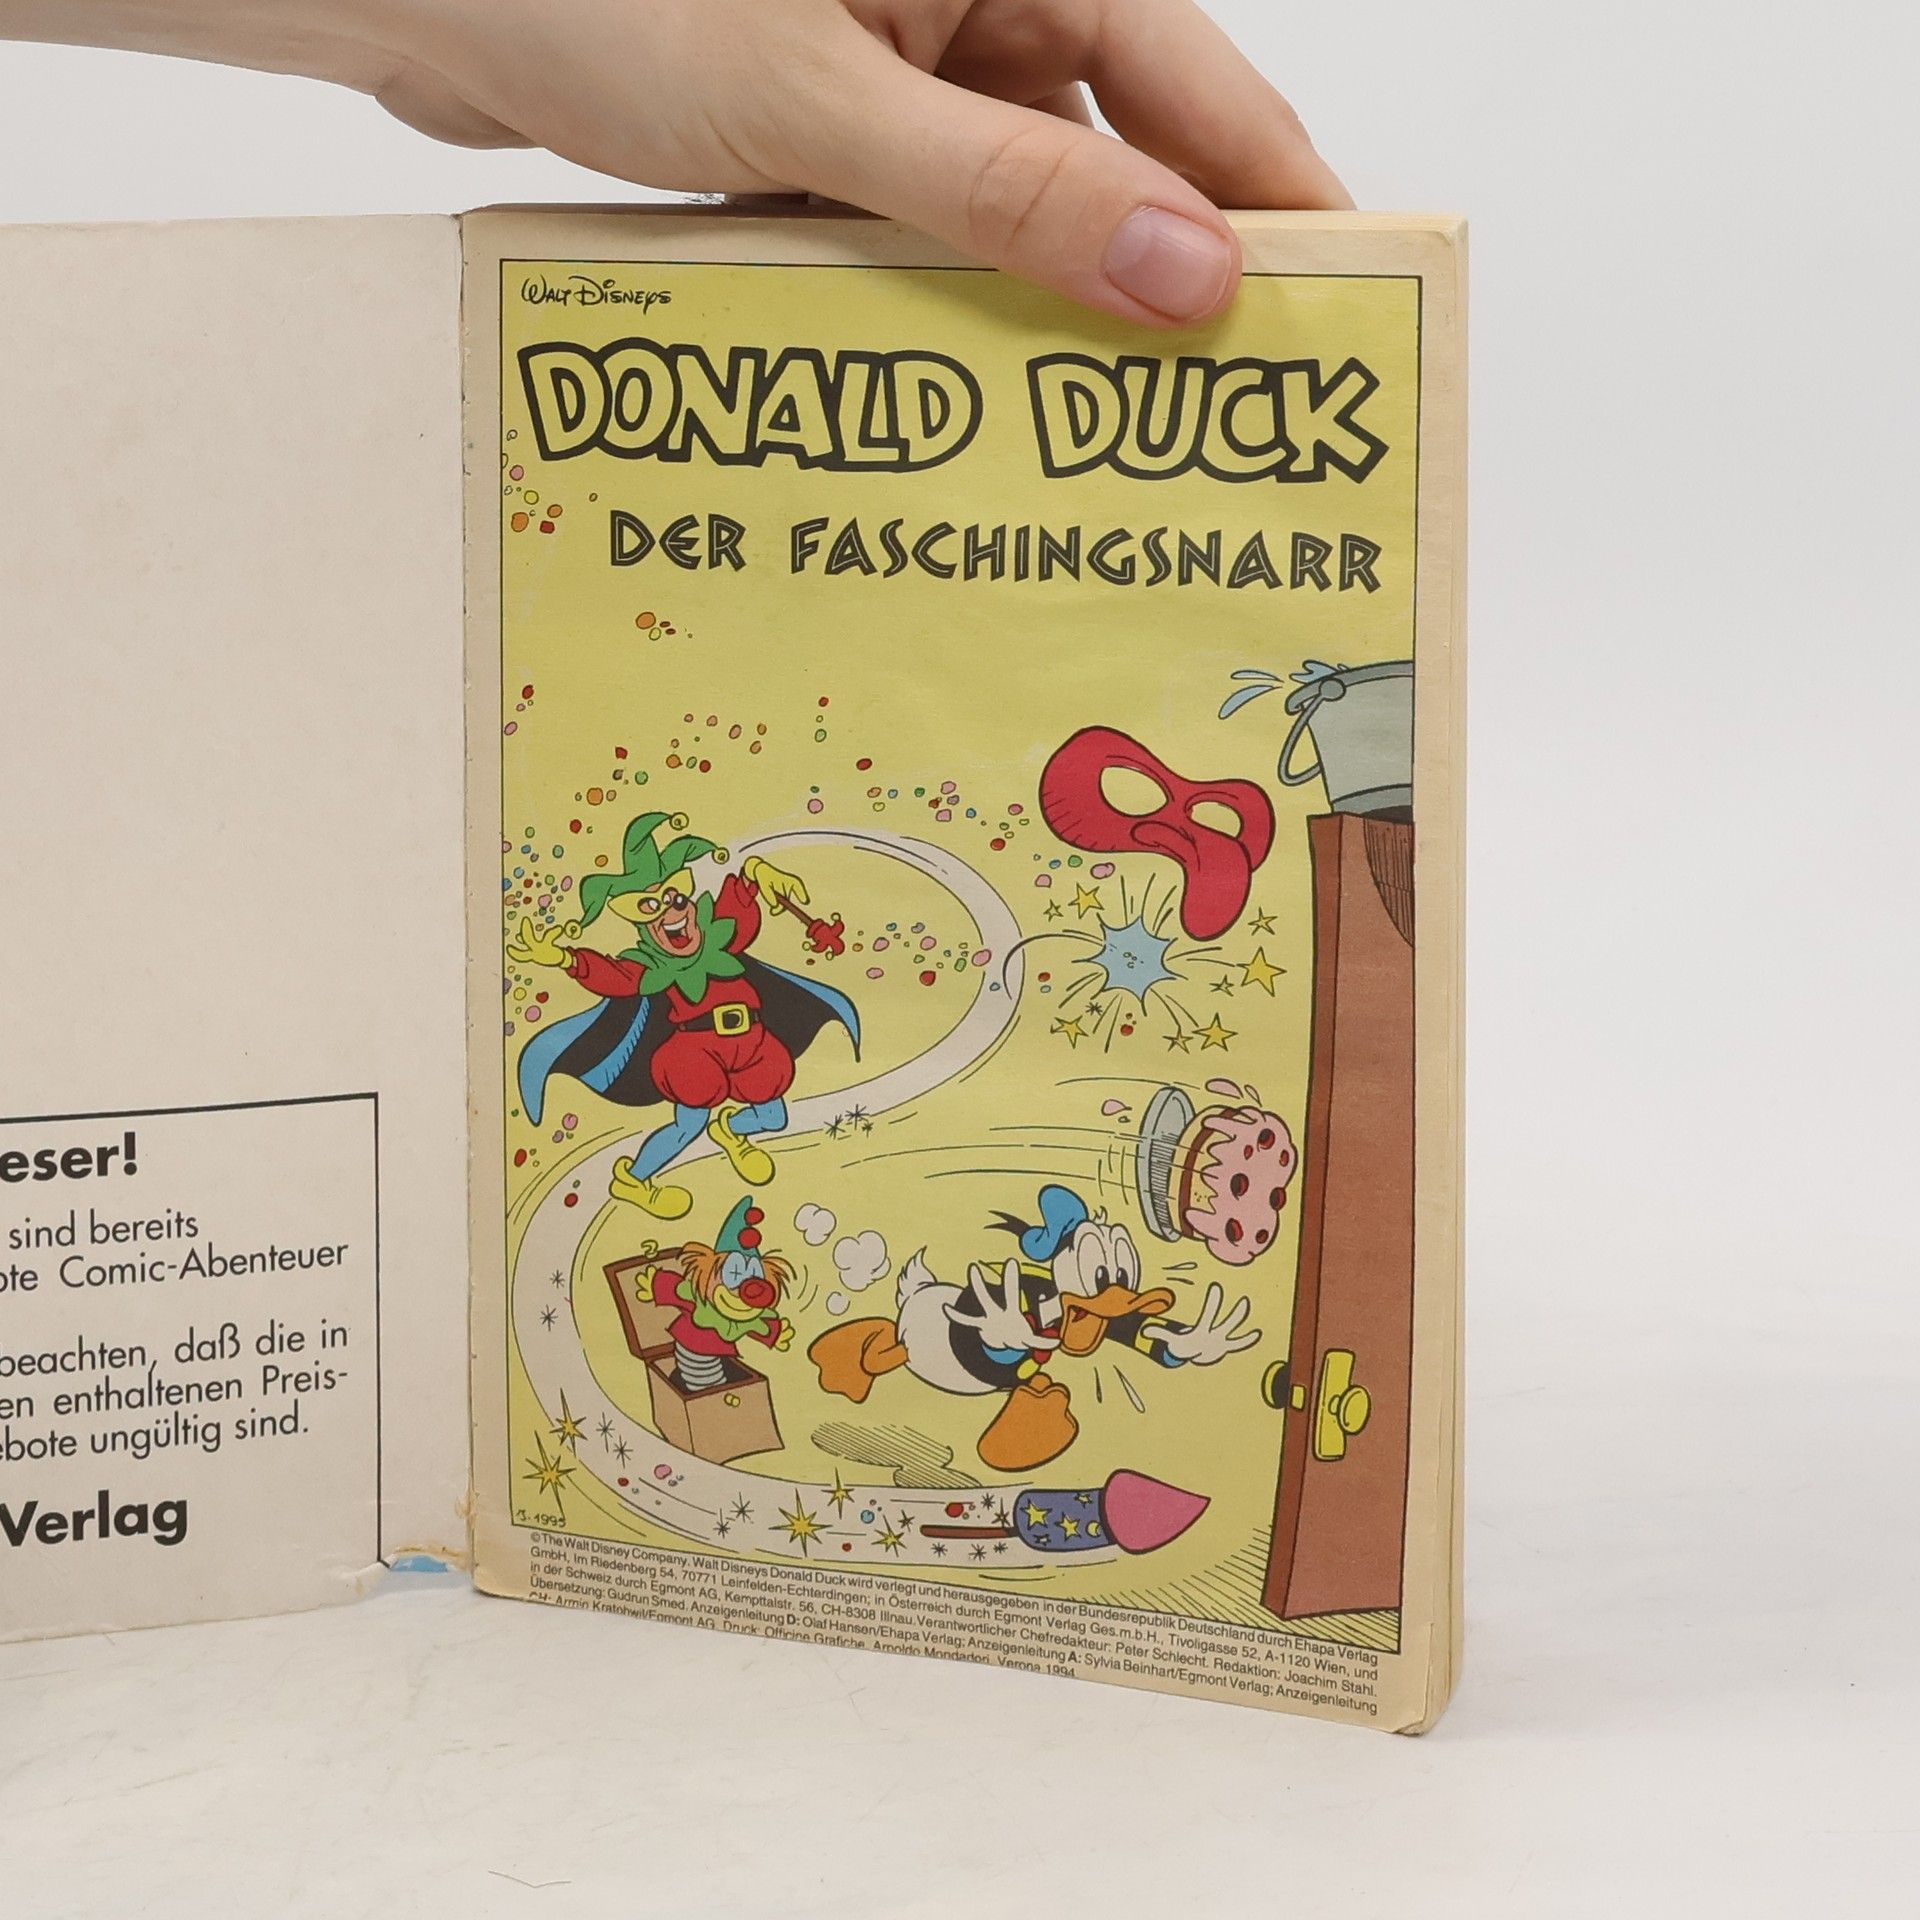 eser!
sind bereits
Comic-Abenteuer
beachten, daß die in
enthaltenen Preis-
ungültig sind.
Verlag
WALT DISNEYS
DONALD DUCK
DER FASCHINGSNARR
©The Walt Disney Company. Walt Disneys Donald Duck wird verlegt und herausgegeben in der Bundesrepublik Deutschland durch Ehapa Verlag
GmbH, Im Riedenberg 54, 70771 Leinfelden-Echterdingen; in Österreich durch Egmont Verlag Ges.m.b.H., Tivoligasse 52, A-1120 Wien, und
in der Schweiz durch Egmont AG, Kempttalstr. 56, CH-8308 Illnau. Verantwortlicher Chefredakteur: Peter Schlecht. Redaktion: Joachim Stahl.
Übersetzung: Gudrun Smed. Anzeigenleitung D: Olaf Hansen/Ehapa Verlag; Anzeigenleitung A: Sylvia Beinhart/Egmont Verlag; Anzeigenleitung
CH: Armin Kratohwil/Egmont AG. Druck: Officine Grafiche, Arnoldo Mondadori, Verona 1994